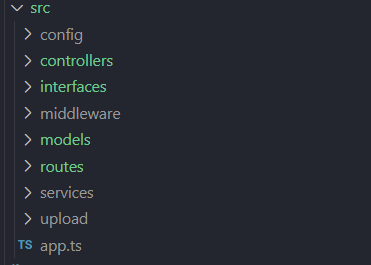 src
config
controllers
interfaces
middleware
models
routes
services
upload
TS app.ts